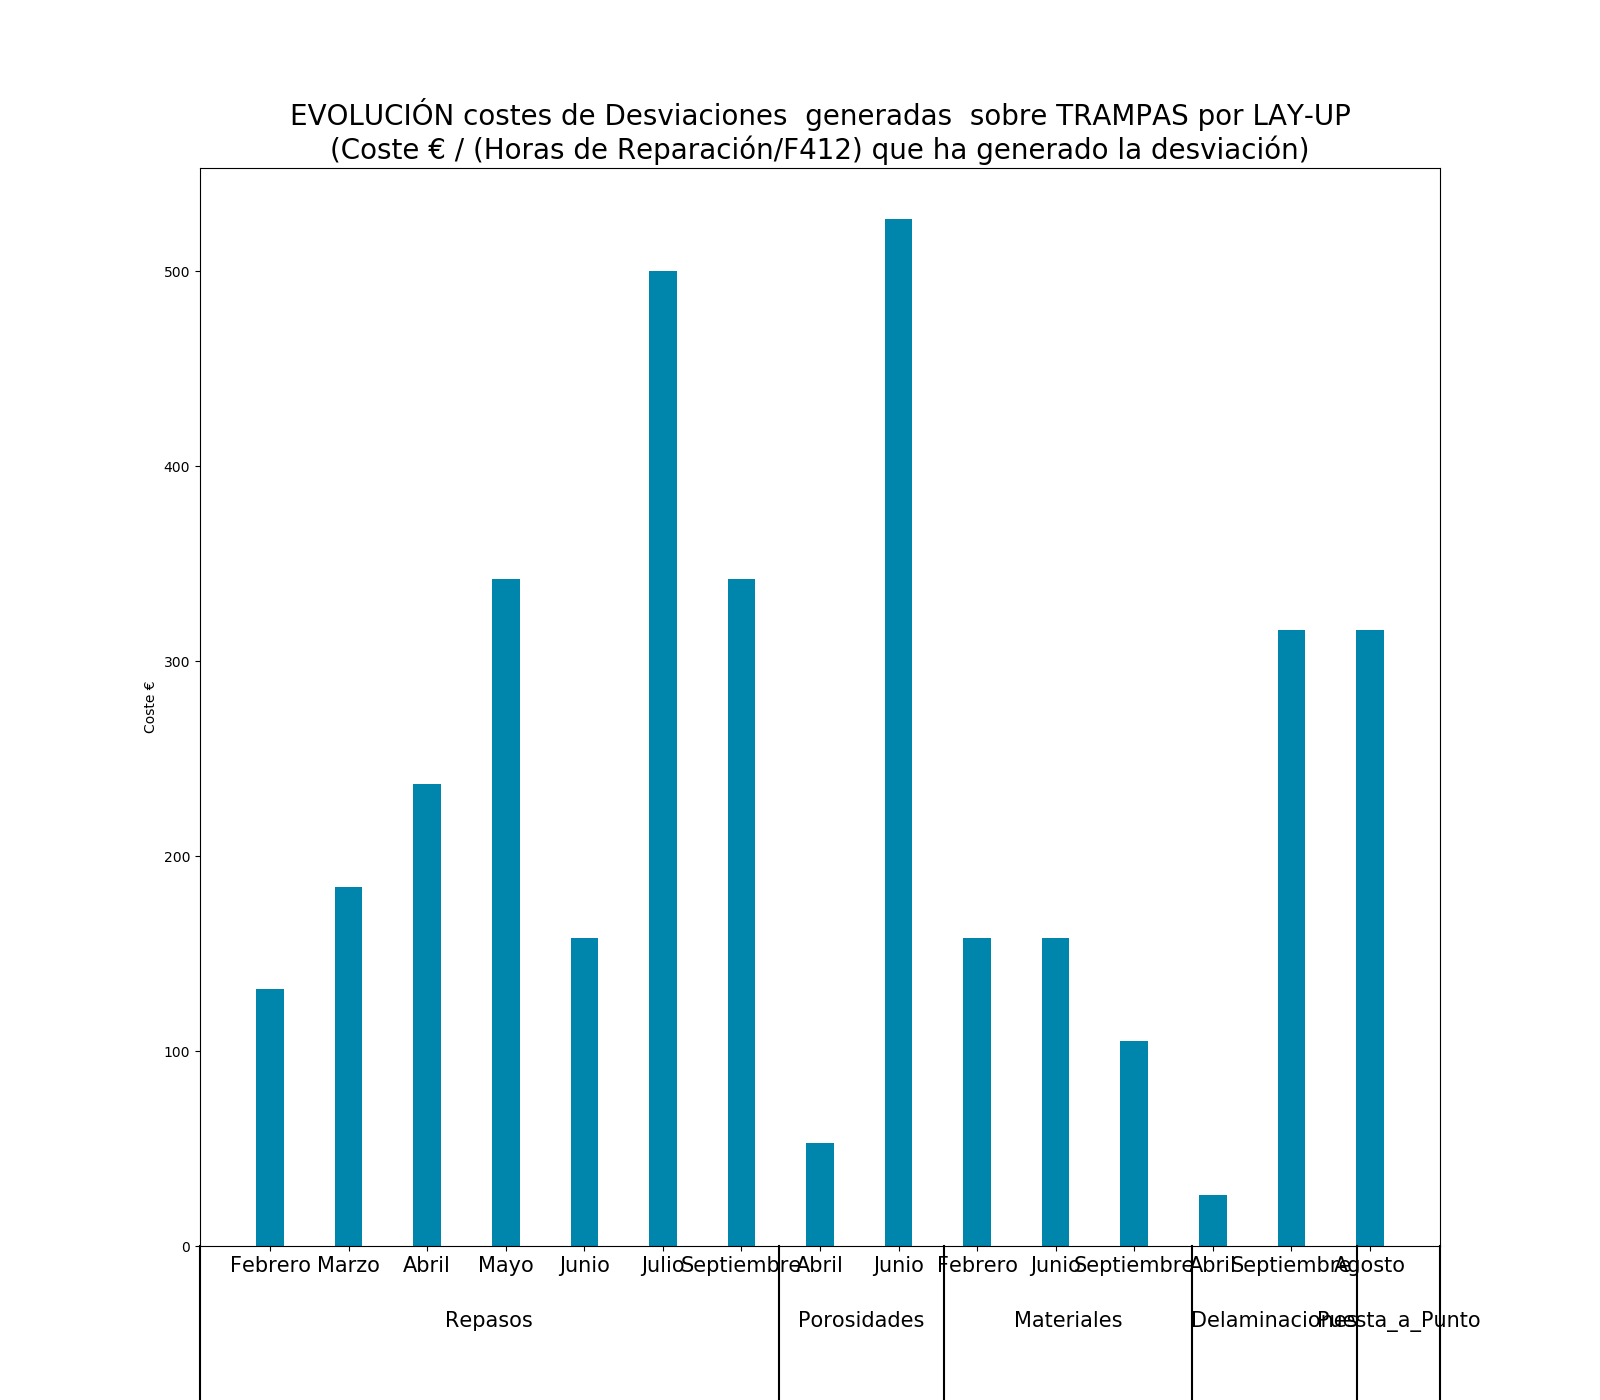 EVOLUCIÓN costes de Desviaciones  generadas  sobre TRAMPAS por LAY-UP
(Coste € / (Horas de Reparación/F412) que ha generado la desviación)
500
400
300
200
100
0
Coste €
Febrero Marzo Abril Mayo Junio Julio Septiembre Abril Junio Febrero Junio Septiembre Abril Septiembre Agosto
Repasos Porosidades Materiales Delaminaciones Puesta_a_Punto